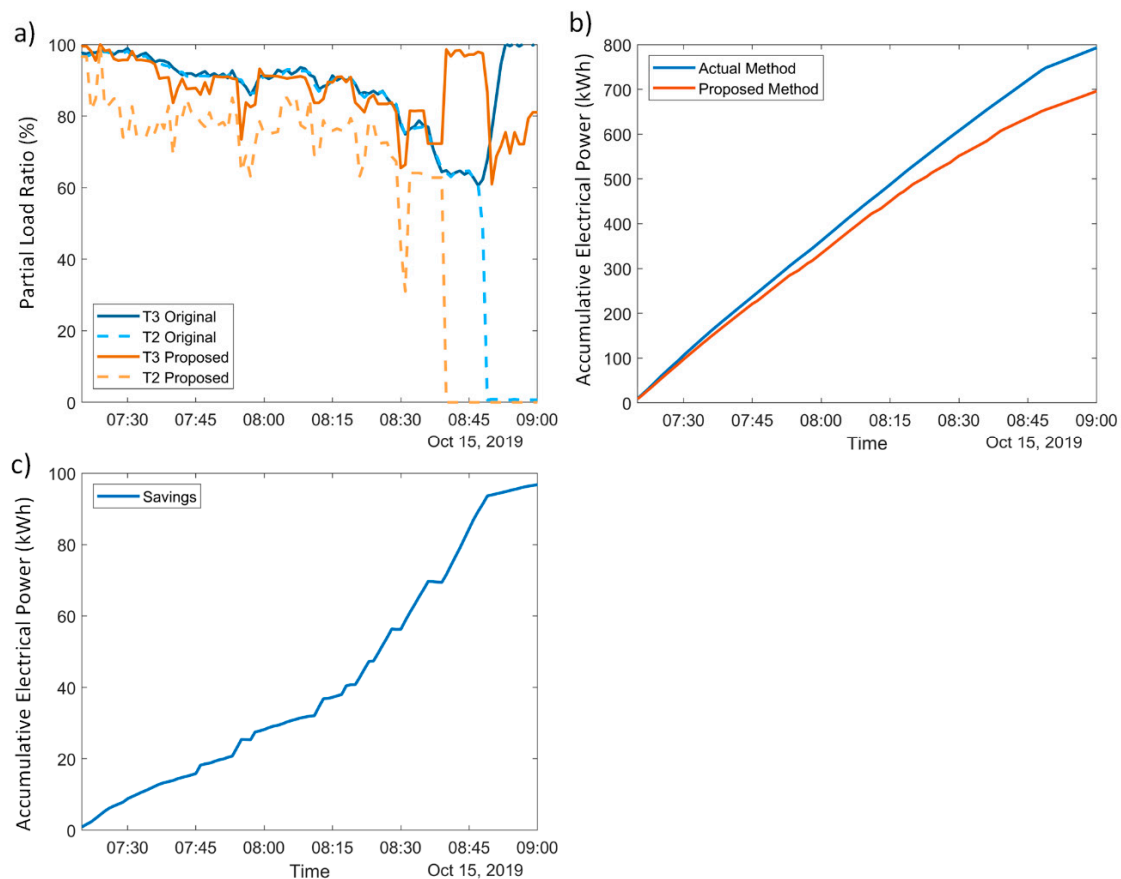 a)
Partial Load Ratio (%)
100
80
60
40
20
0
T3 Original
T2 Original
T3 Proposed
T2 Proposed
07:30 07:45 08:00 08:15 08:30 08:45 09:00
Oct 15, 2019
b)
Accumulative Electrical Power (kWh)
800
700
600
500
400
300
200
100
0
Actual Method
Proposed Method
07:30 07:45 08:00 08:15 08:30 08:45 09:00
Time Oct 15, 2019
c)
Accumulative Electrical Power (kWh)
100
80
60
40
20
0
Savings
07:30 07:45 08:00 08:15 08:30 08:45 09:00
Time Oct 15, 2019